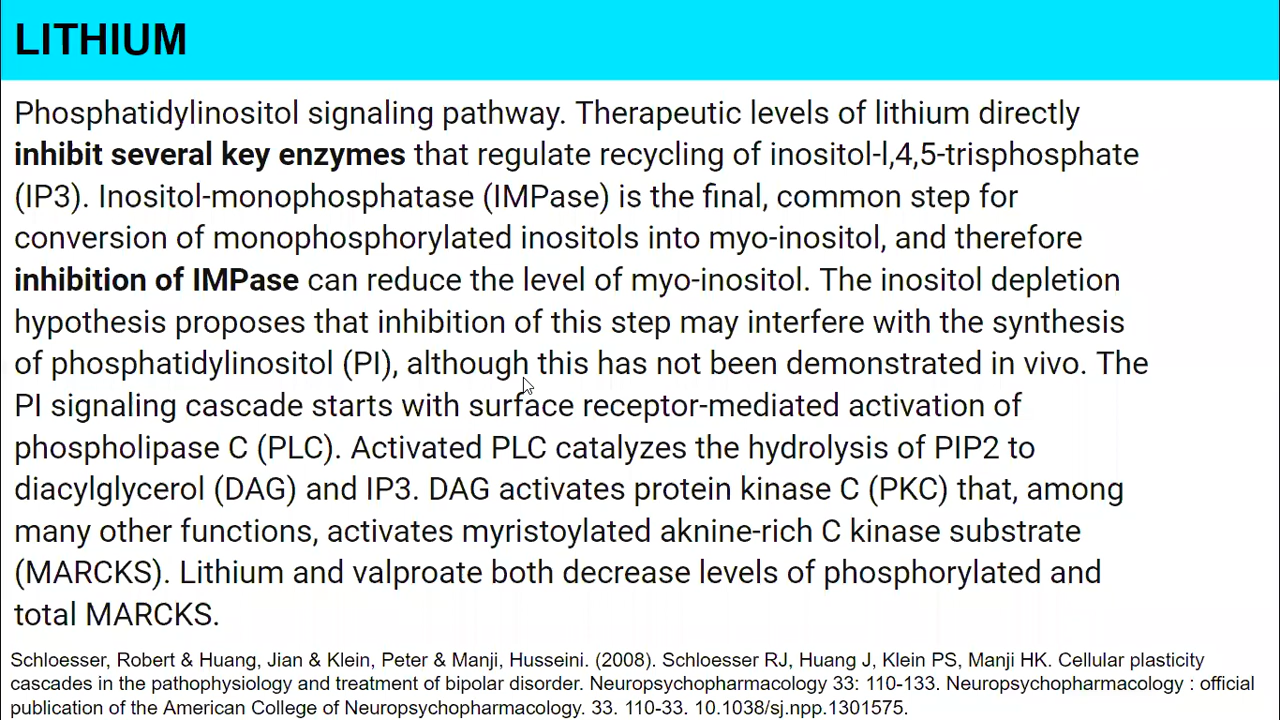 LITHIUM
Phosphatidylinositol signaling pathway. Therapeutic levels of lithium directly
inhibit several key enzymes that regulate recycling of inositol-l,4,5-trisphosphate
(IP3). Inositol-monophosphatase (IMPase) is the final, common step for
conversion of monophosphorylated inositols into myo-inositol, and therefore
inhibition of IMPase can reduce the level of myo-inositol. The inositol depletion
hypothesis proposes that inhibition of this step may interfere with the synthesis
of phosphatidylinositol (PI), although this has not been demonstrated in vivo. The
PI signaling cascade starts with surface receptor-mediated activation of
phospholipase C (PLC). Activated PLC catalyzes the hydrolysis of PIP2 to
diacylglycerol (DAG) and IP3. DAG activates protein kinase C (PKC) that, among
many other functions, activates myristoylated aknine-rich C kinase substrate
(MARCKS). Lithium and valproate both decrease levels of phosphorylated and
total MARCKS.
Schloesser, Robert & Huang, Jian & Klein, Peter & Manji, Husseini. (2008). Schloesser RJ, Huang J, Klein PS, Manji HK. Cellular plasticity
cascades in the pathophysiology and treatment of bipolar disorder. Neuropsychopharmacology 33: 110-133. Neuropsychopharmacology : official
publication of the American College of Neuropsychopharmacology. 33. 110-33. 10.1038/sj.npp.1301575.